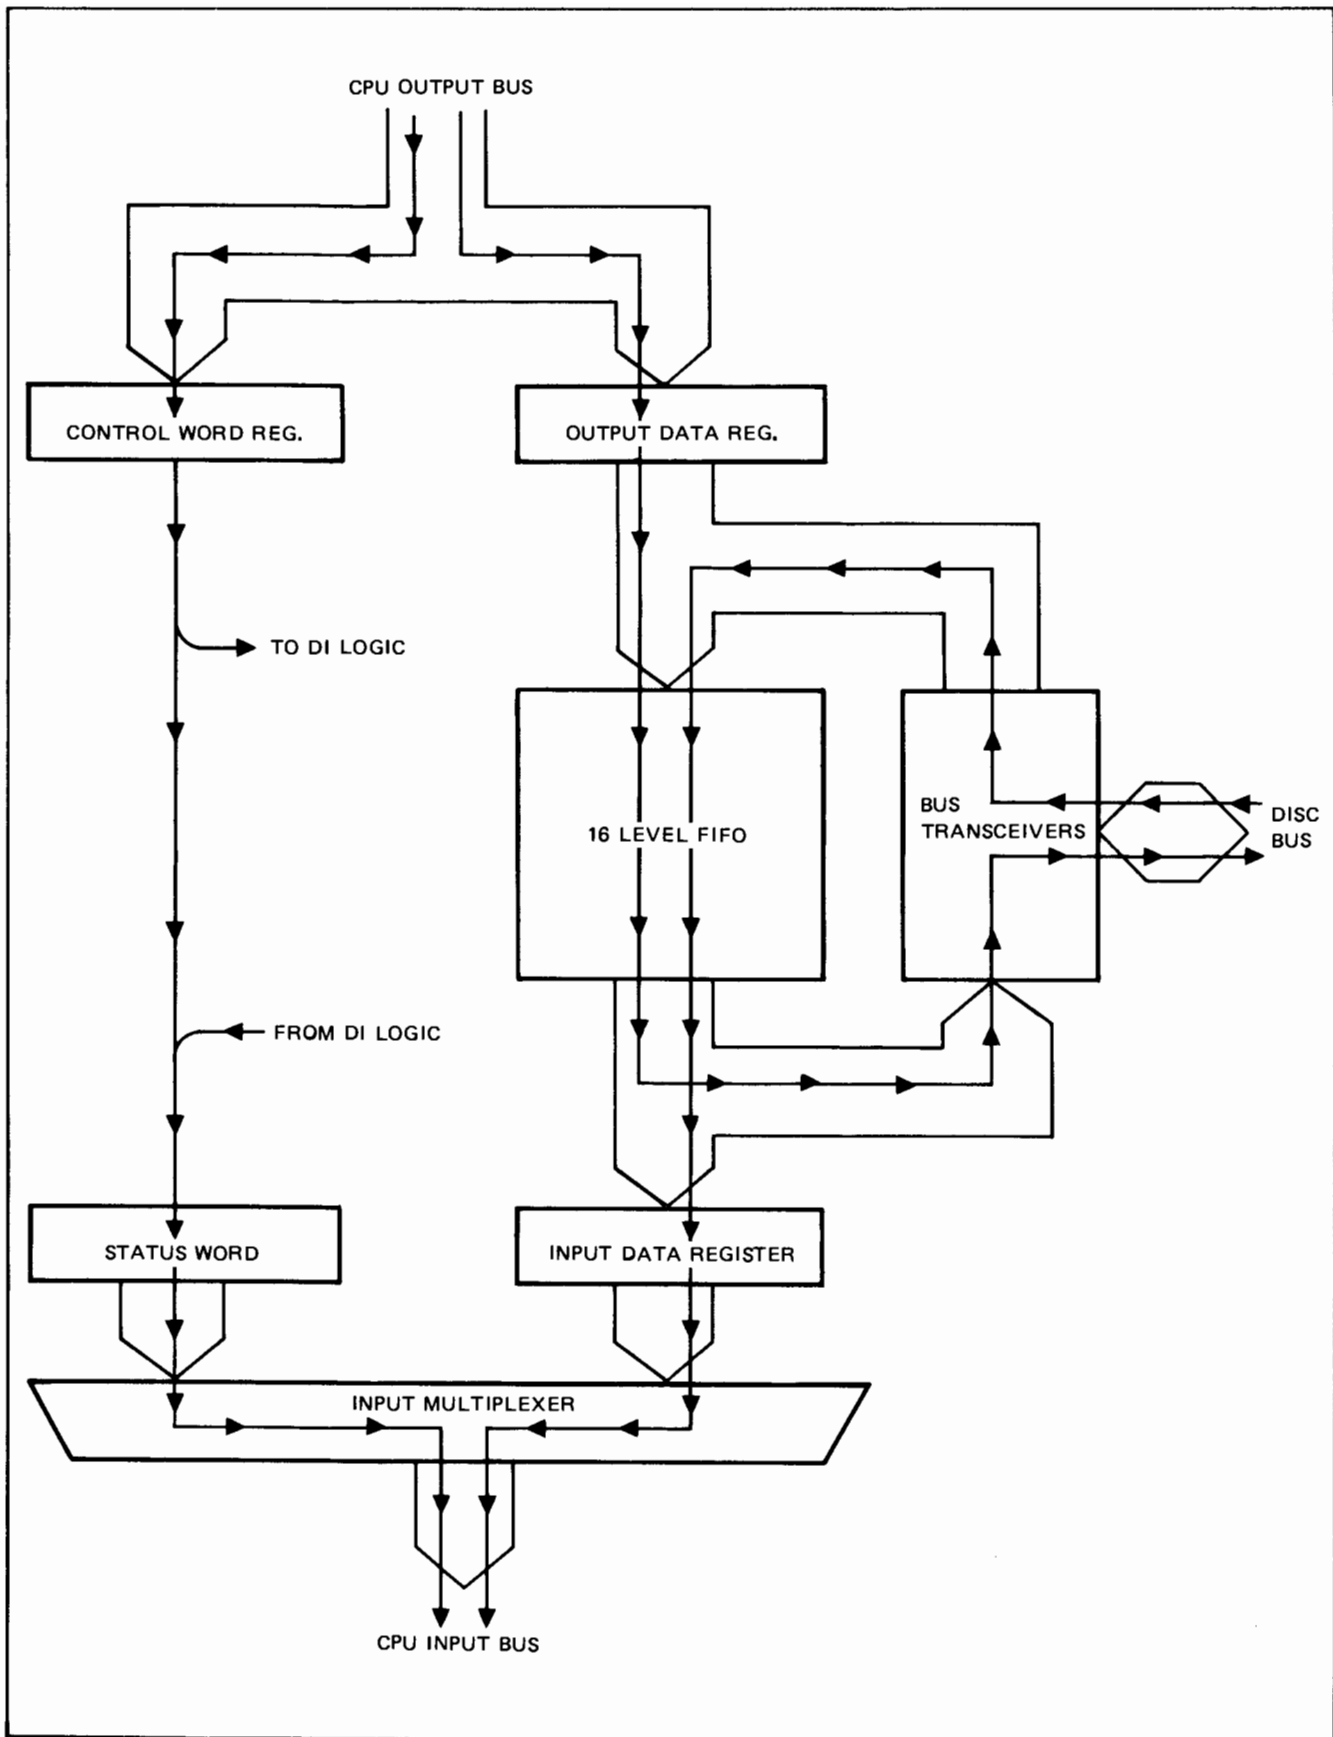 CPU OUTPUT BUS
CONTROL WORD REG.
OUTPUT DATA REG.
TO DI LOGIC
16 LEVEL FIFO
BUS
TRANSCEIVERS
DISC
BUS
FROM DI LOGIC
STATUS WORD
INPUT DATA REGISTER
INPUT MULTIPLEXER
CPU INPUT BUS